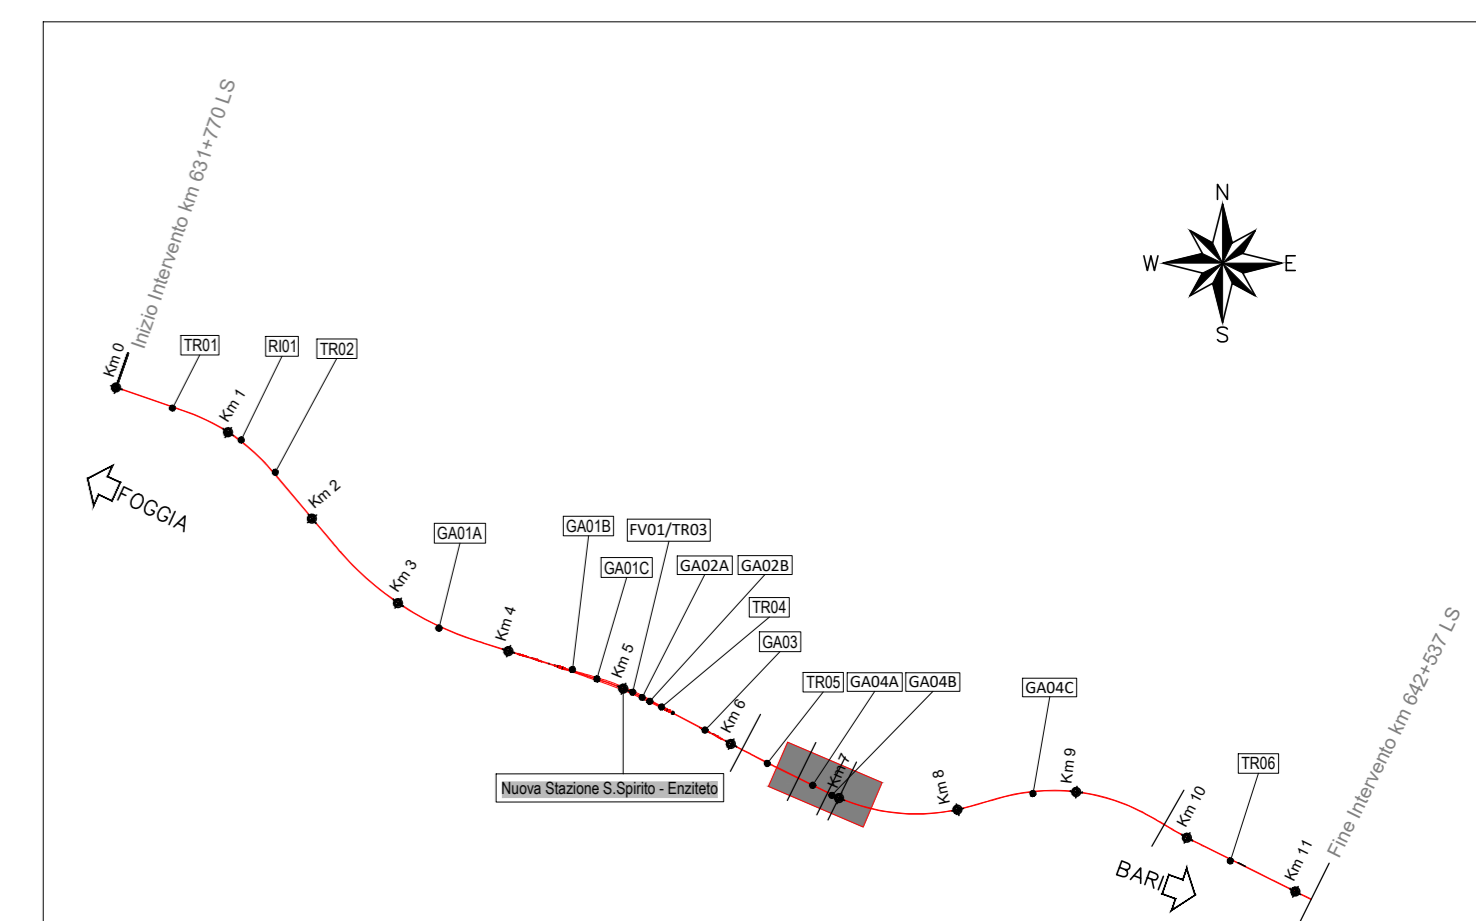 Inizio Intervento km 631+770 LS
N
W
E
S
Km 0
TR01
RI01
TR02
Km 1
FOGGIA
Km 2
GA01A
GA01B
FV01/TR03
GA01C
GA02A
GA02B
Km 3
TR04
Km 4
GA03
Km 5
TR05
GA04A
GA04B
GA04C
Km 6
Km 7
Nuova Stazione S.Spirito - Enziteto
Km 8
Km 9
TR06
Km 10
Km 11
BARI
Fine Intervento km 642+537 LS